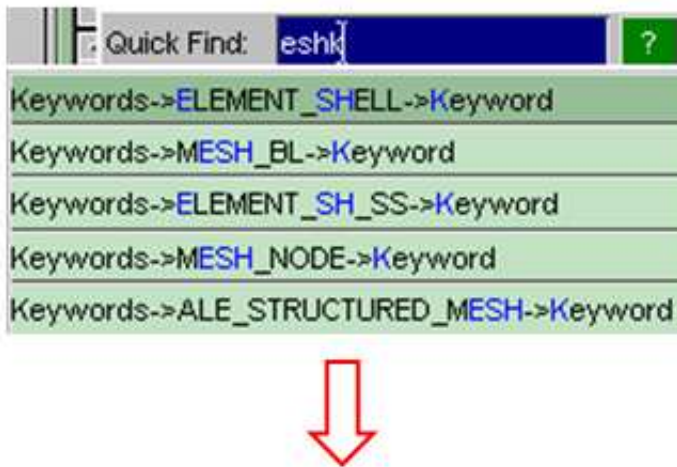 Quick Find: eshk ?
Keywords->ELEMENT_SHELL->Keyword
Keywords->MESH_BL->Keyword
Keywords->ELEMENT_SH_SS->Keyword
Keywords->MESH_NODE->Keyword
Keywords->ALE_STRUCTURED_MESH->Keyword